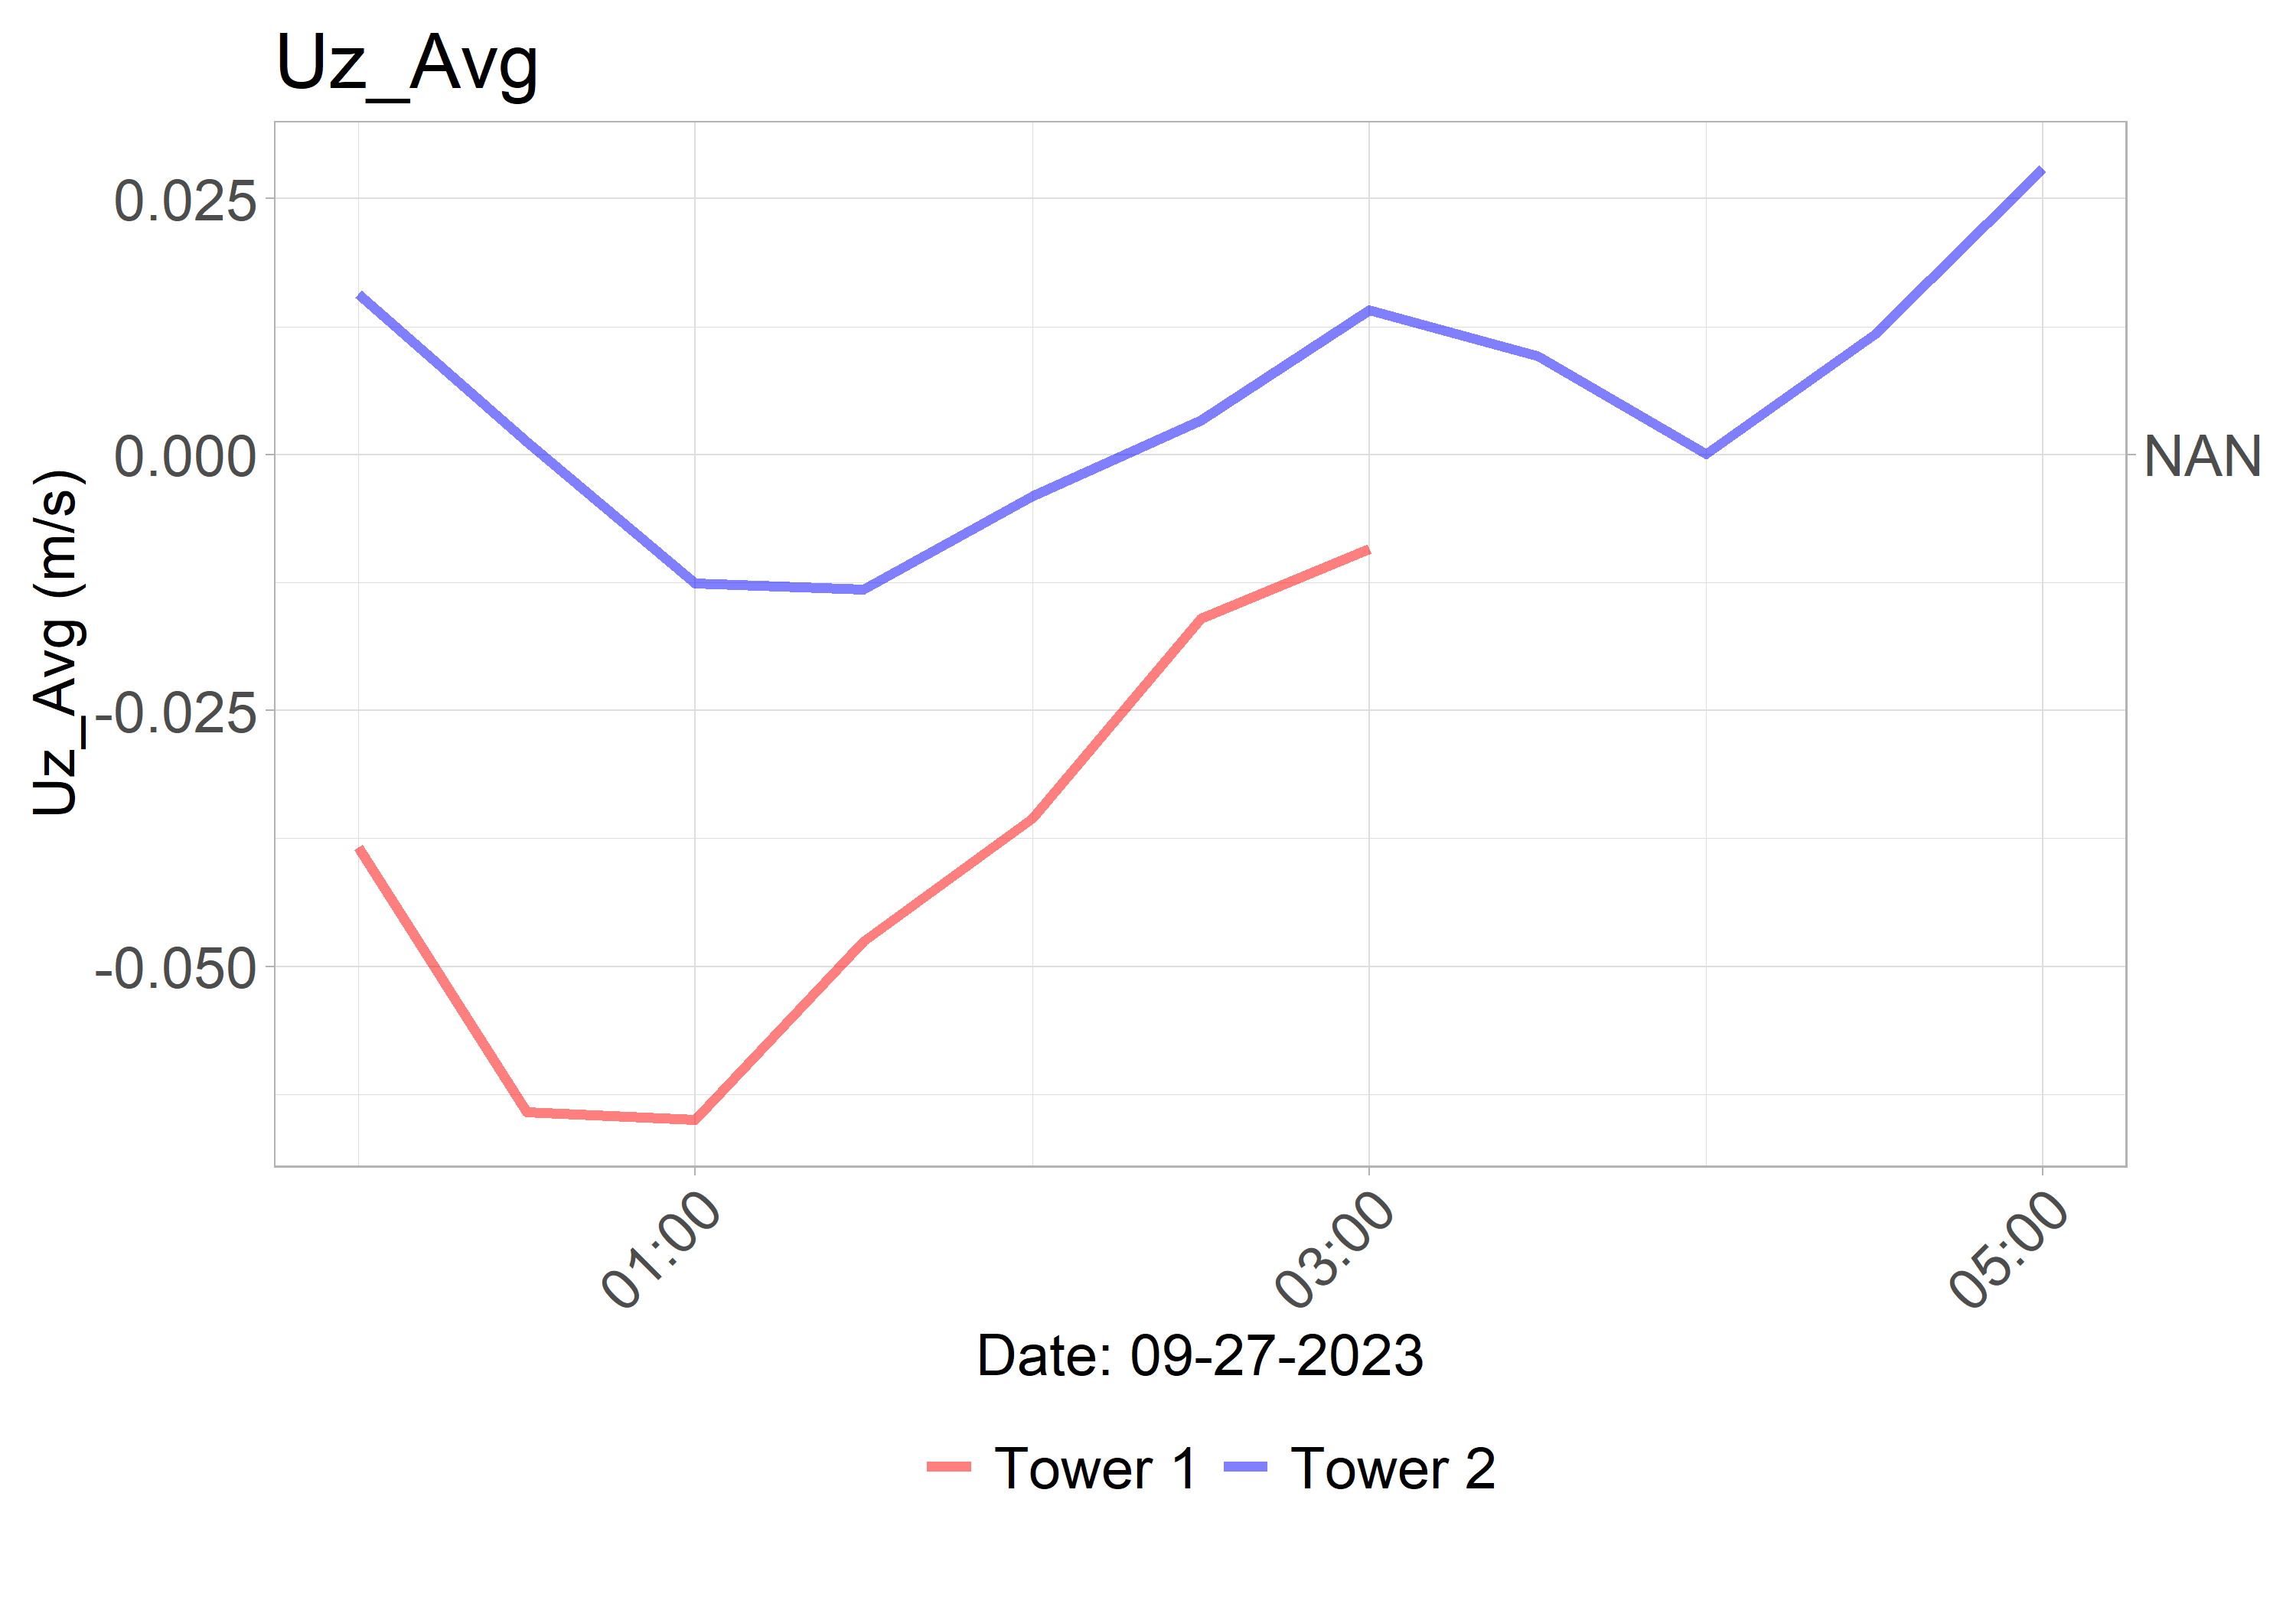 Uz_Avg
Uz_Avg (m/s)
0.025
0.000
-0.025
-0.050
NAN
01:00
03:00
05:00
Date: 09-27-2023
Tower 1
Tower 2